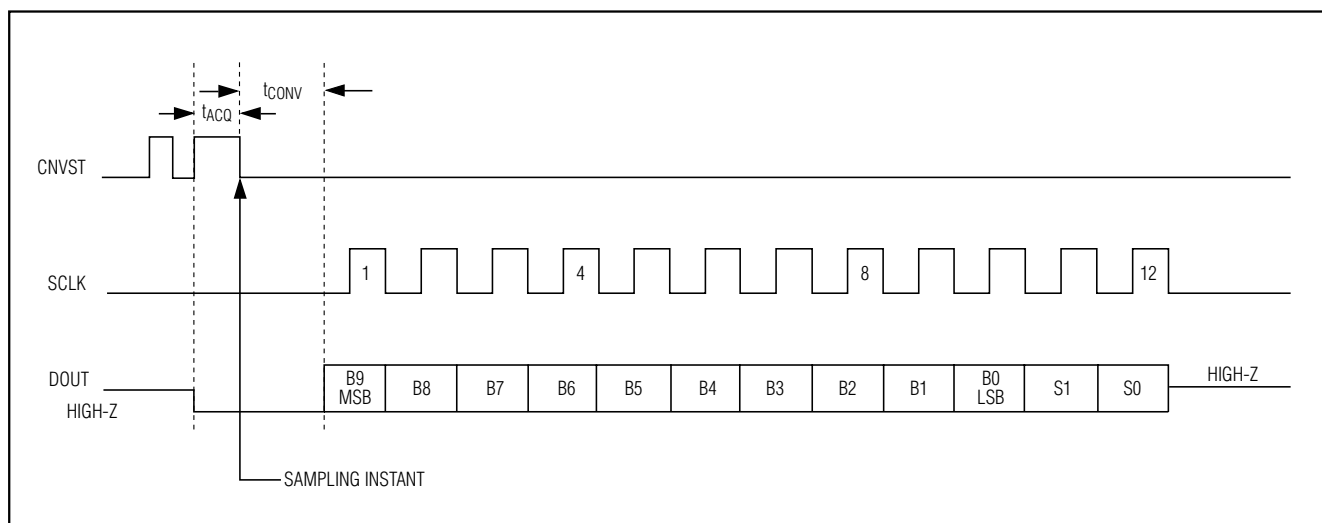 tCONV
tACQ
CNVST
SCLK
1
4
8
12
DOUT
HIGH-Z
B9
MSB
B8
B7
B6
B5
B4
B3
B2
B1
B0
LSB
S1
S0
HIGH-Z
SAMPLING INSTANT